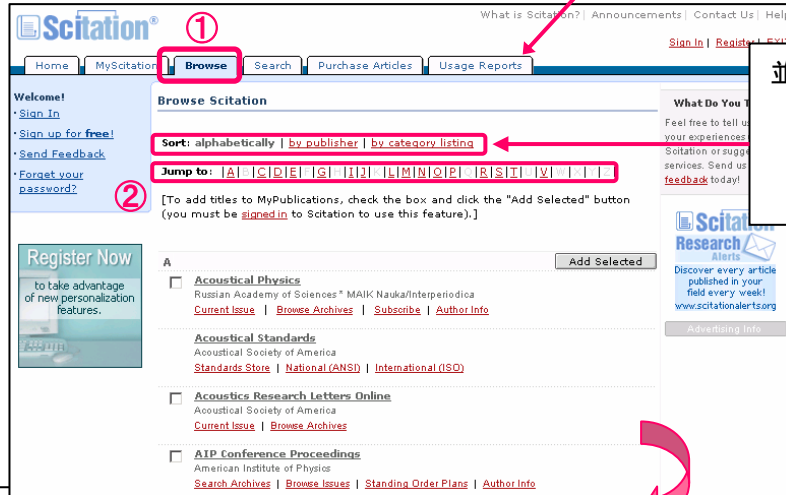 What is Scitation? | Announcements | Contact Us | Help
Scitation®
①
Sign In | Register | EXIT
Home MyScitation Browse Search Purchase Articles Usage Reports
並
Welcome!
· Sign In
· Sign up for free!
· Send Feedback
· Forget your
password?
Browse Scitation
Sort: alphabetically | by publisher | by category listing
②
Jump to: |A|B|C|D|E|F|G|H|I|J|K|L|M|N|O|P|Q|R|S|T|U|V|W|X|Y|Z
[To add titles to MyPublications, check the box and click the "Add Selected" button
(you must be signed in to Scitation to use this feature).]
A
Add Selected
Acoustical Physics
Russian Academy of Sciences * MAIK Nauka/Interperiodica
Current Issue | Browse Archives | Subscribe | Author Info
Acoustical Standards
Acoustical Society of America
Standards Store | National (ANSI) | International (ISO)
Acoustics Research Letters Online
Acoustical Society of America
Current Issue | Browse Archives
AIP Conference Proceedings
American Institute of Physics
Search Archives | Browse Issues | Standing Order Plans | Author Info
Register Now
to take advantage
of new personalization
features.
What Do You T
Feel free to tell us
your experiences
Scitation or sugge
services. Send us
feedback today!
Scitation
Research
Alerts
Discover every article
published in your
field every week!
www.scitationalerts.org
Advertising Info